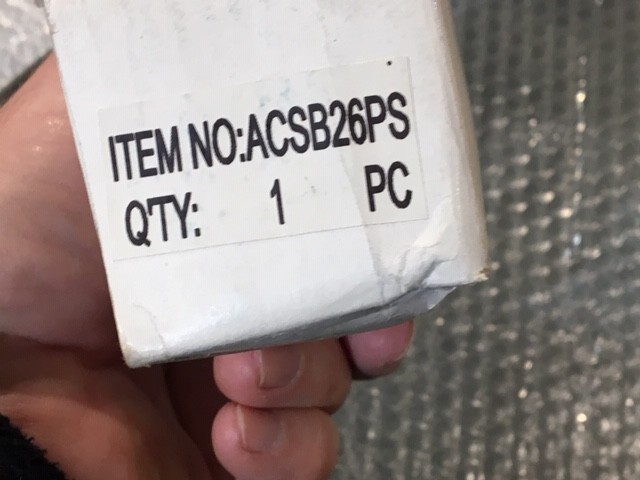 ITEM NO:ACSB26PS
Q'TY: 1 PC